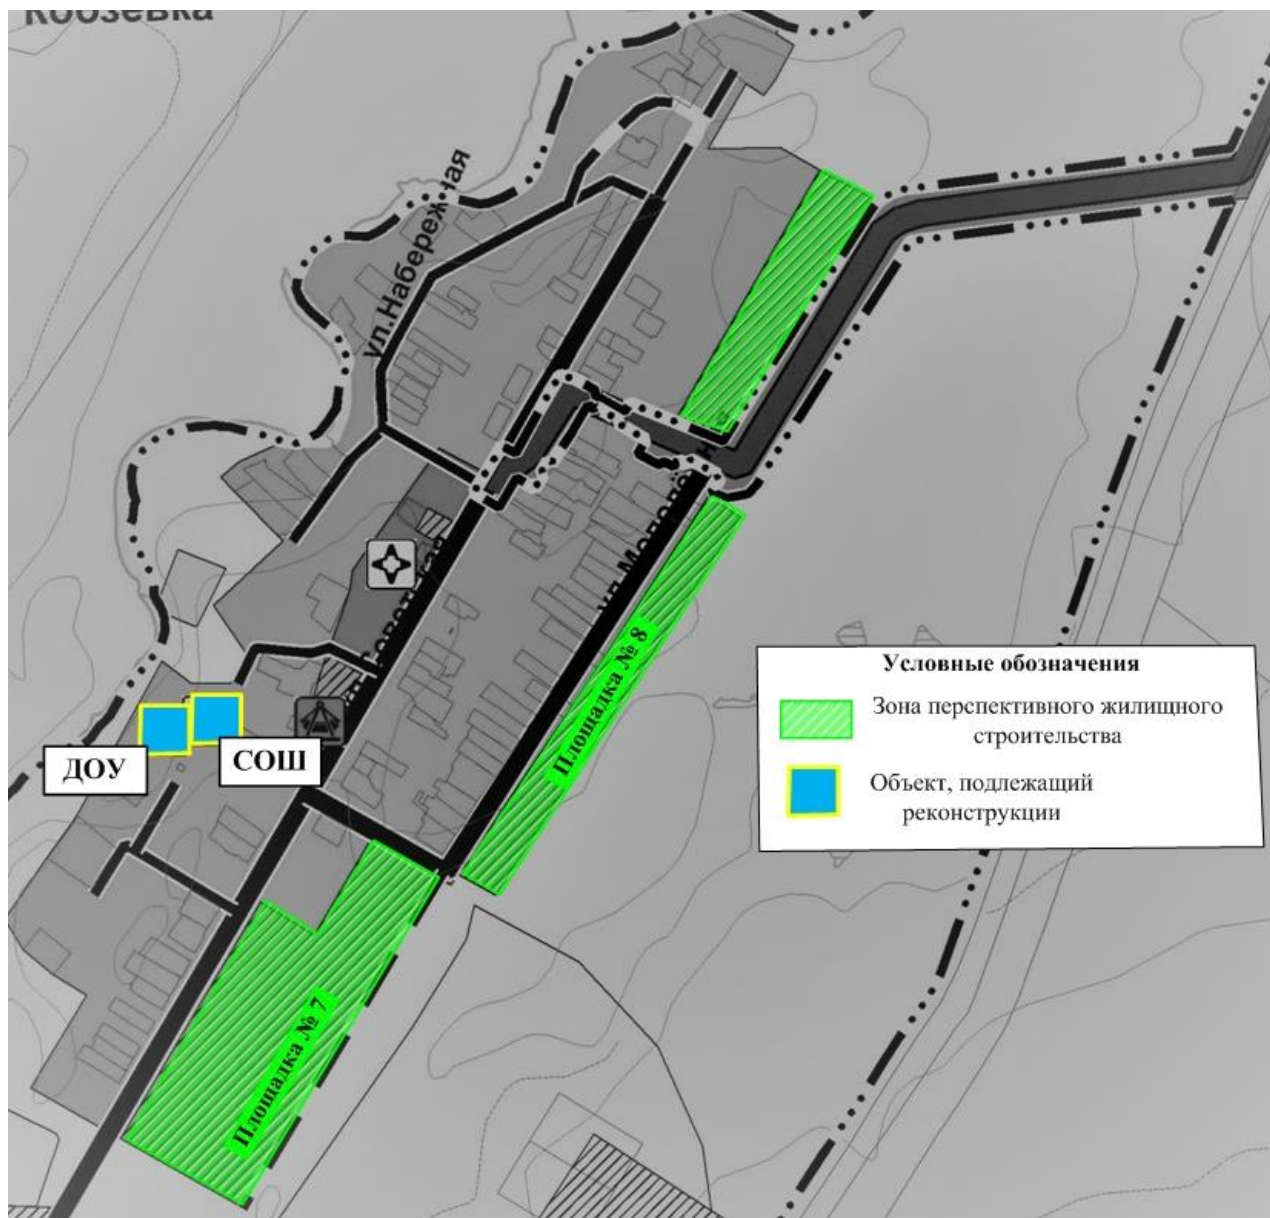 Кобзевка
ул.Набережная
Площадка № 8
Условные обозначения
Зона перспективного жилищного
строительства
Объект, подлежащий
реконструкции
ДОУ
СОШ
Площадка № 7